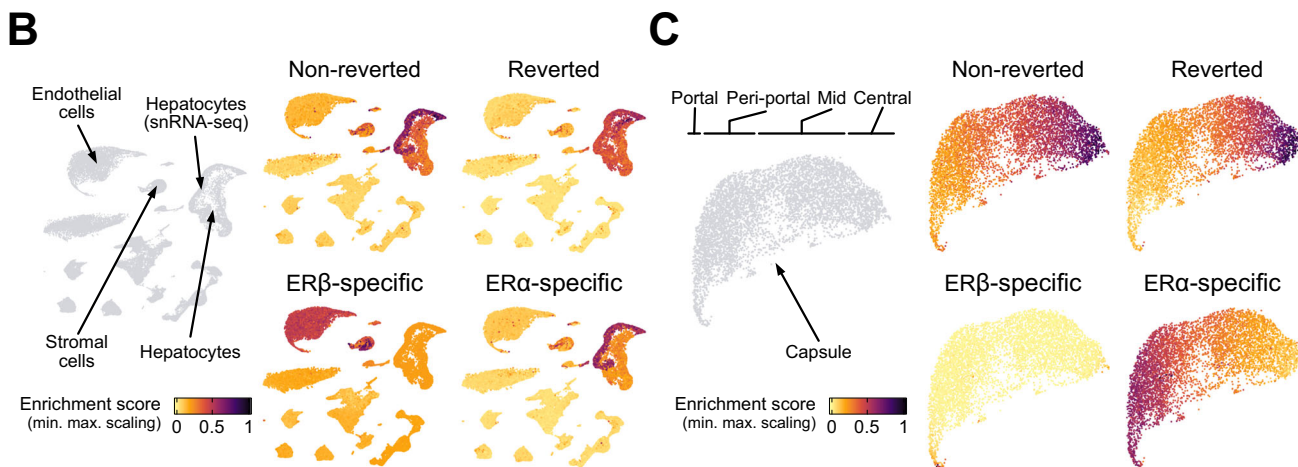 B
Endothelial
cells
Hepatocytes
(snRNA-seq)
Stromal
cells
Hepatocytes
Non-reverted
Reverted
ERβ-specific
ERα-specific
Enrichment score
(min. max. scaling)
0 0.5 1
C
Portal Peri-portal Mid Central
Capsule
Non-reverted
Reverted
ERβ-specific
ERα-specific
Enrichment score
(min. max. scaling)
0 0.5 1